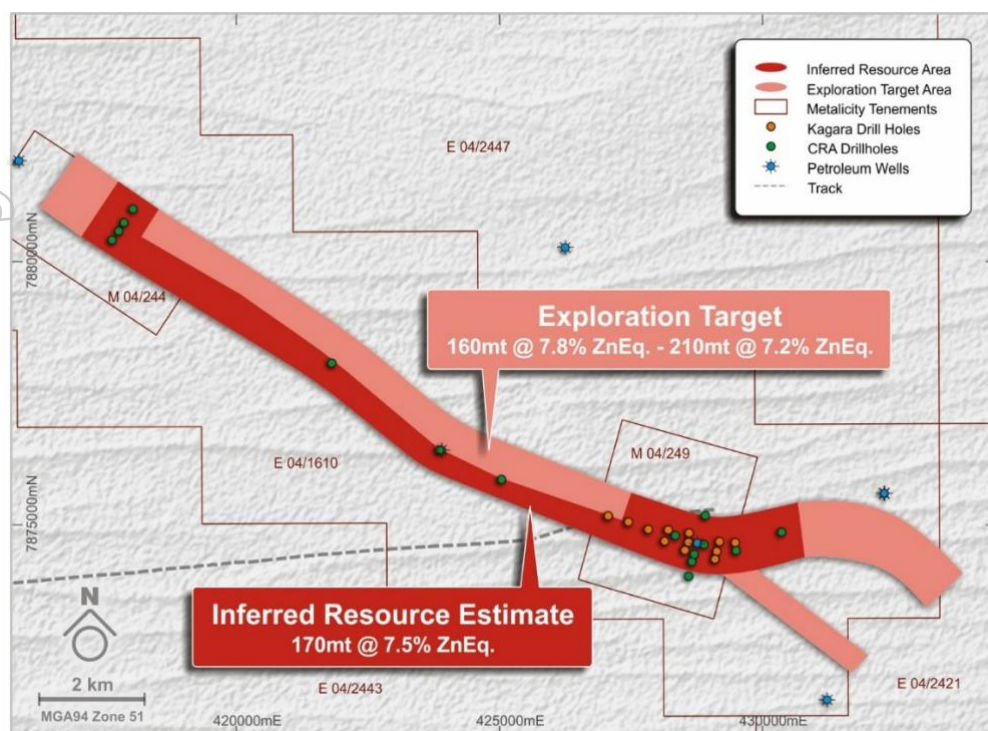 Inferred Resource Area
Exploration Target Area
Metalicity Tenements
Kagara Drill Holes
CRA Drillholes
Petroleum Wells
Track
E 04/2447
7880000mN
M 04/244
Exploration Target
160mt @ 7.8% ZnEq. - 210mt @ 7.2% ZnEq.
E 04/1610
M 04/249
7875000mN
Inferred Resource Estimate
170mt @ 7.5% ZnEq.
N
2 km
MGA94 Zone 51
E 04/2443
E 04/2421
420000mE
425000mE
430000mE